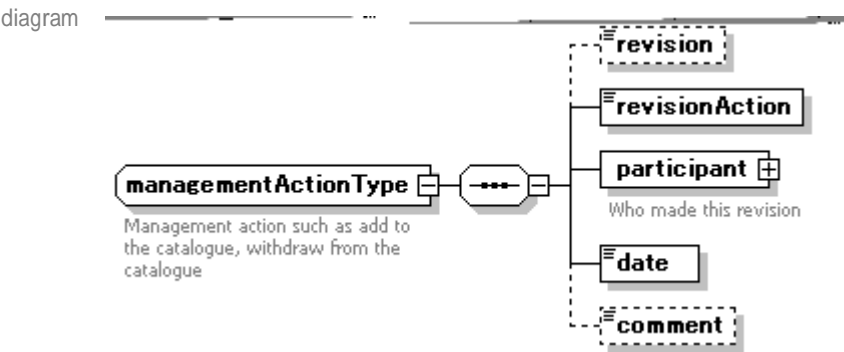 diagram
revision
revisionAction
managementActionType
participant
Who made this revision
Management action such as add to
the catalogue, withdraw from the
catalogue
date
comment